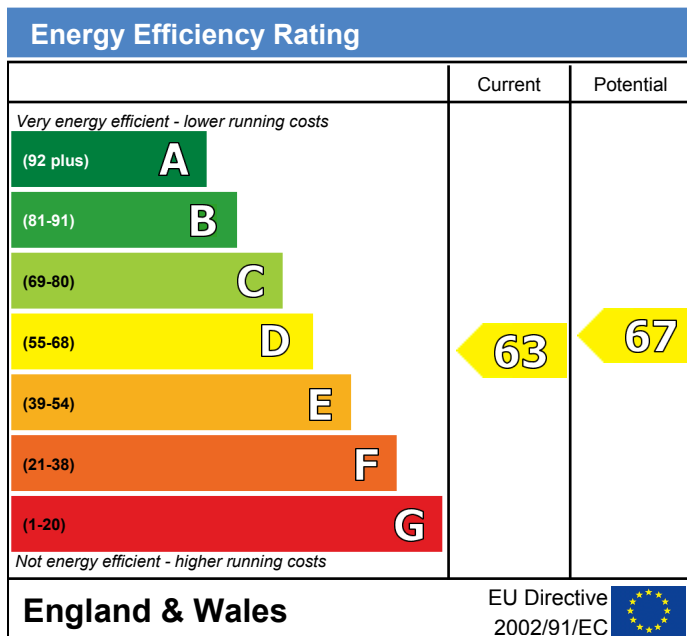 Energy Efficiency Rating
Current Potential
Very energy efficient - lower running costs
(92 plus) A
(81-91) B
(69-80) C
(55-68) D
63 67
(39-54) E
(21-38) F
(1-20) G
Not energy efficient - higher running costs
England & Wales
EU Directive
2002/91/EC